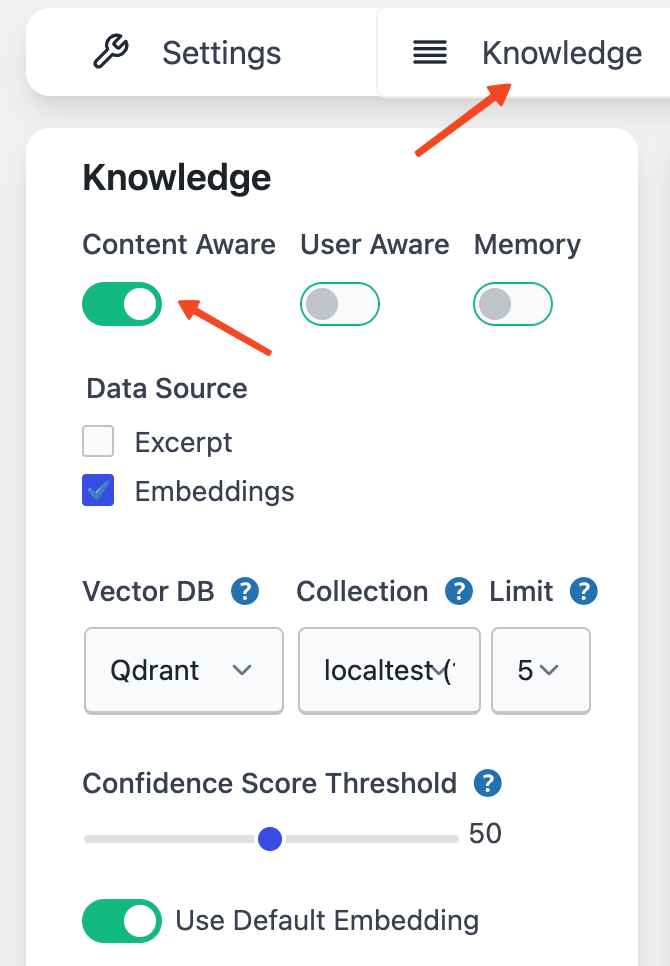 Settings
Knowledge
Knowledge
Content Aware User Aware Memory
Data Source
Excerpt
Embeddings
Vector DB ? Collection ? Limit ?
Qdrant localtest (1 5
Confidence Score Threshold ?
50
Use Default Embedding